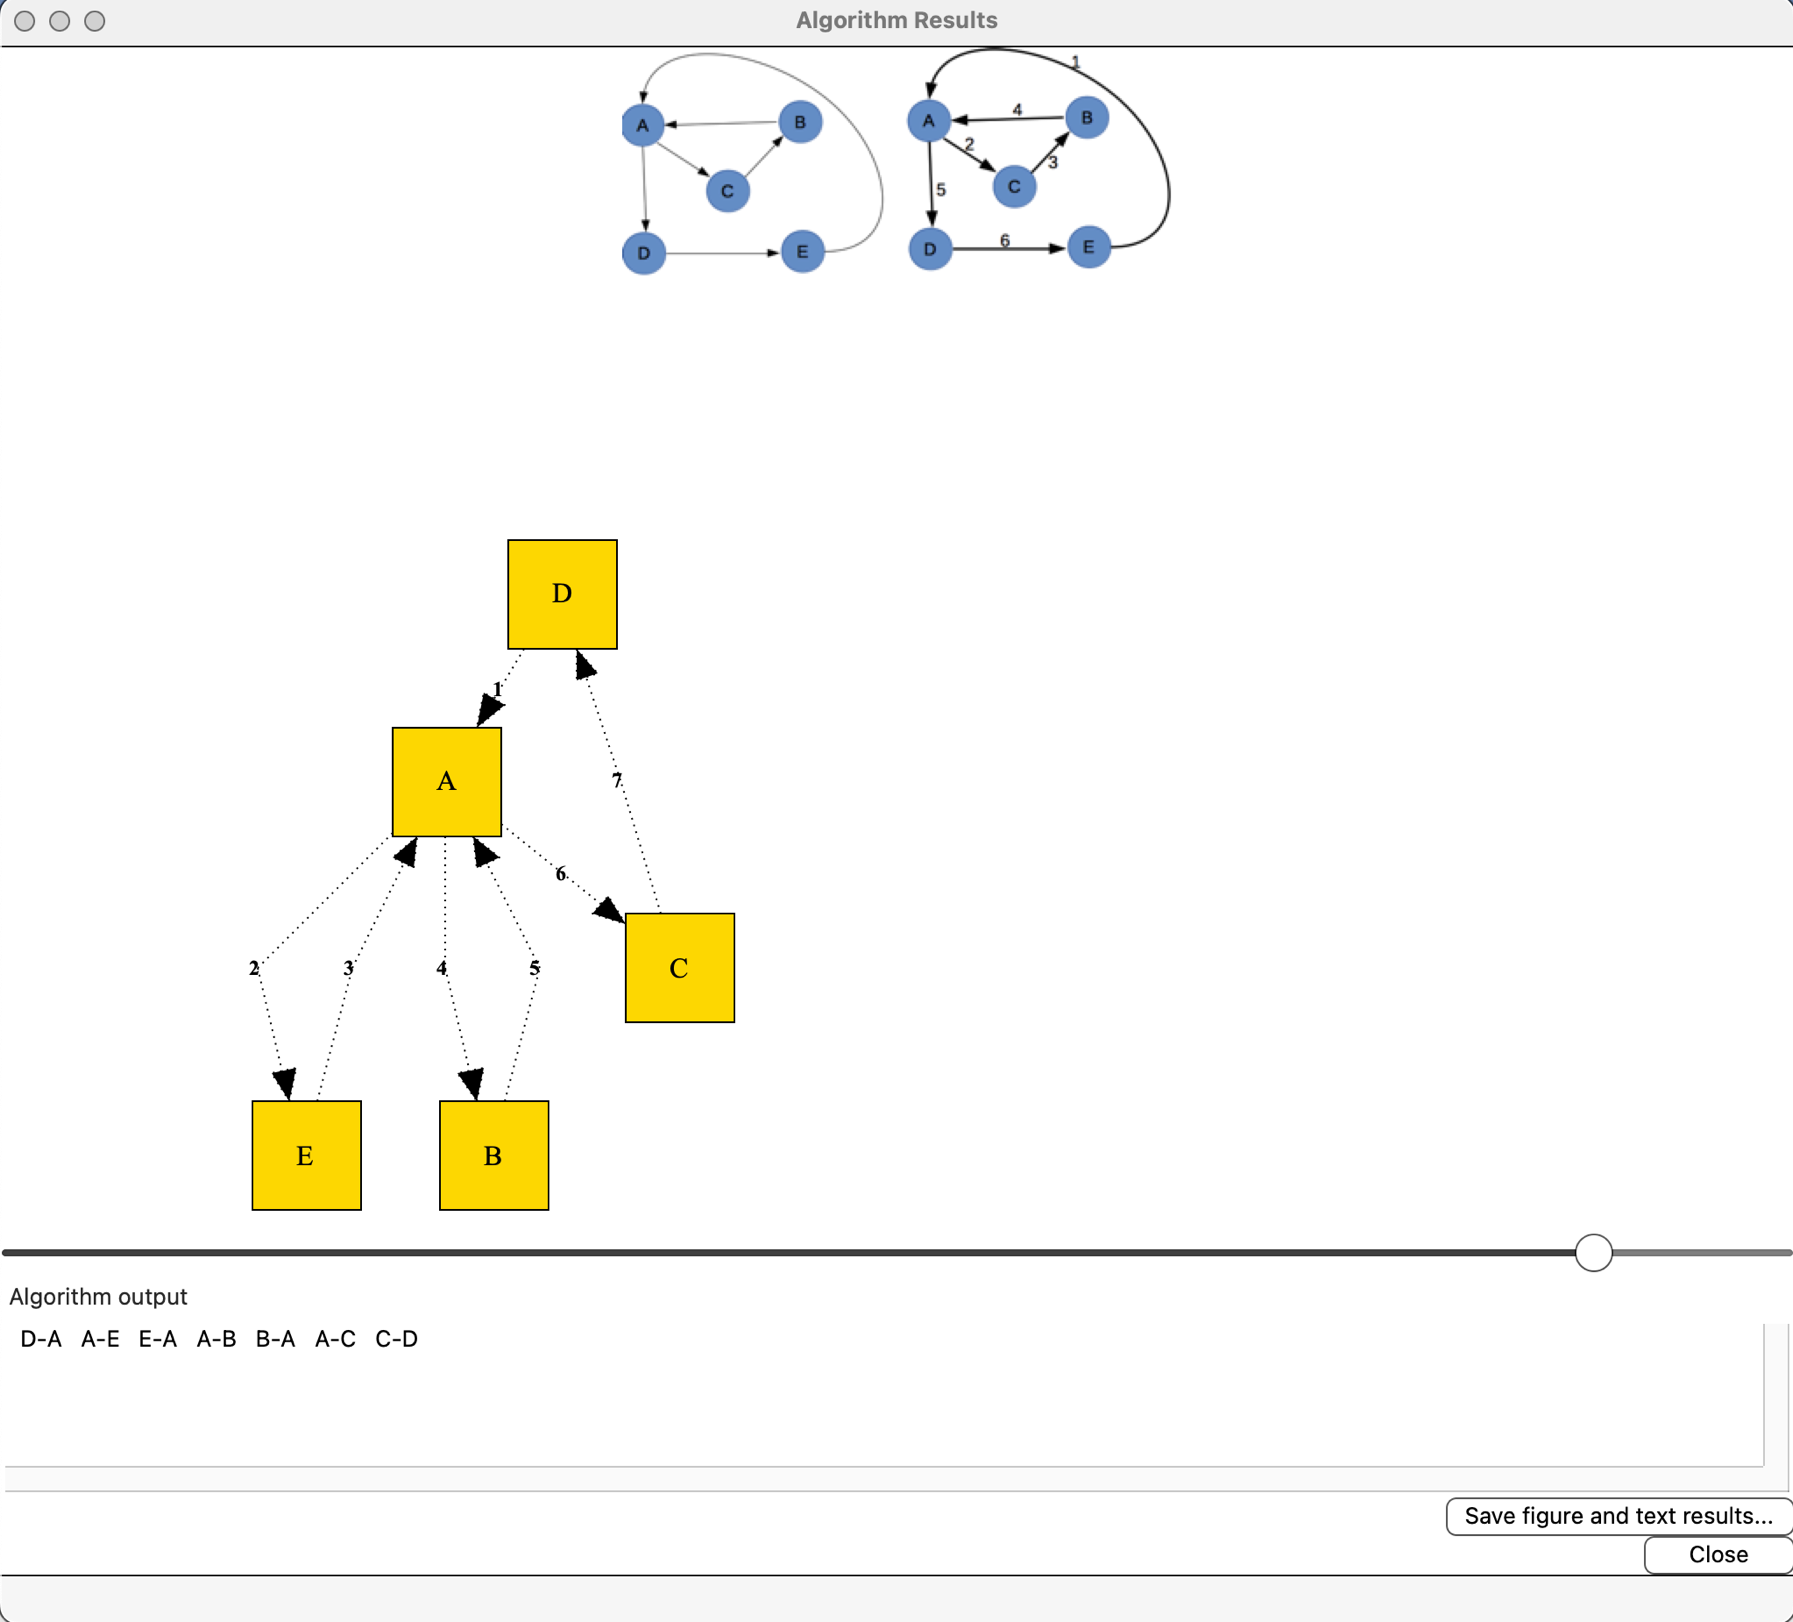 Algorithm Results
1
A B A 4 B
2
C 5 C 3
D E D 6 E
D
1
A
7
6
2 3 4 5 C
E B
Algorithm output
D-A A-E E-A A-B B-A A-C C-D
Save figure and text results...
Close